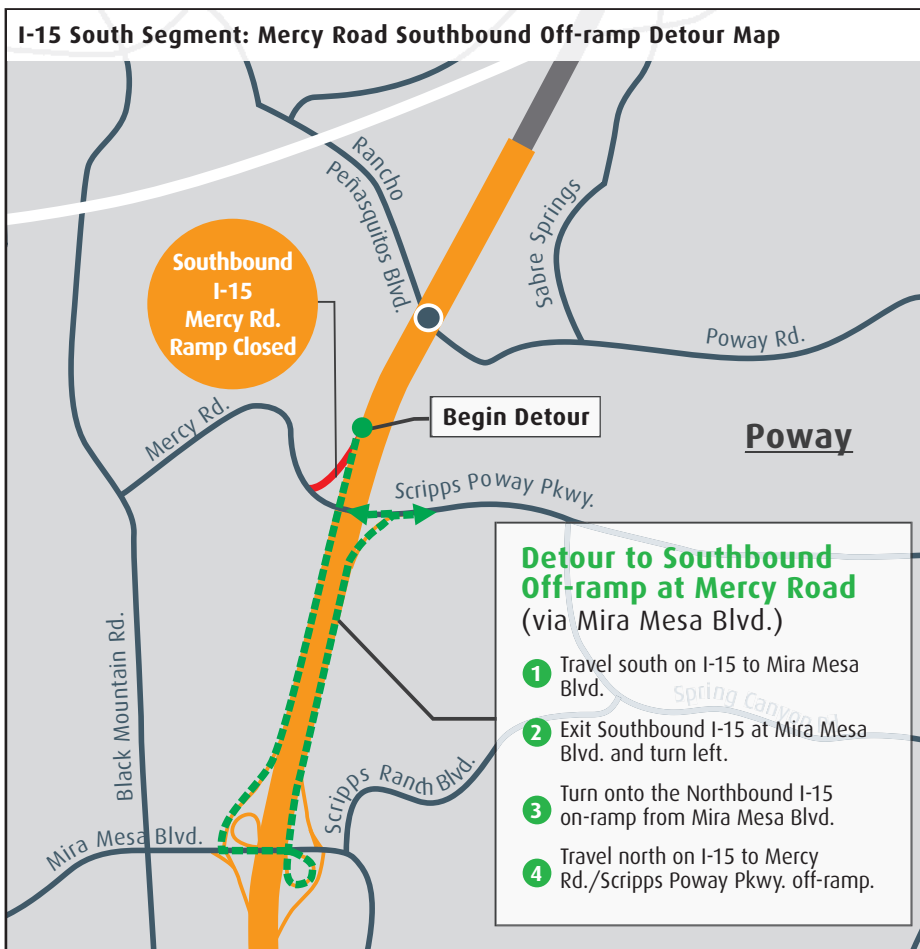 I-15 South Segment: Mercy Road Southbound Off-ramp Detour Map
Rancho
Peñasquitos Blvd.
Sabre Springs
Southbound
I-15
Mercy Rd.
Ramp Closed
Poway Rd.
Begin Detour
Poway
Mercy Rd.
Scripps Poway Pkwy.
Black Mountain Rd.
Detour to Southbound
Off-ramp at Mercy Road
(via Mira Mesa Blvd.)
1 Travel south on I-15 to Mira Mesa
Blvd.
Spring Canyon Rd.
2 Exit Southbound I-15 at Mira Mesa
Blvd. and turn left.
3 Turn onto the Northbound I-15
on-ramp from Mira Mesa Blvd.
4 Travel north on I-15 to Mercy
Rd./Scripps Poway Pkwy. off-ramp.
Scripps Ranch Blvd.
Mira Mesa Blvd.